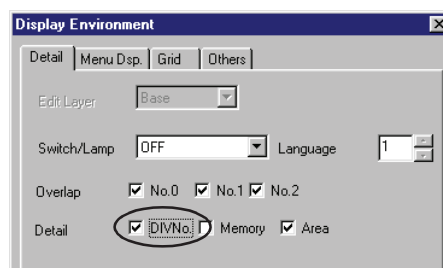 Display Environment
Detail Menu Dsp. Grid Others
Edit Layer Base
Switch/Lamp OFF Language 1
Overlap No.0 No.1 No.2
Detail DIVNo. Memory Area